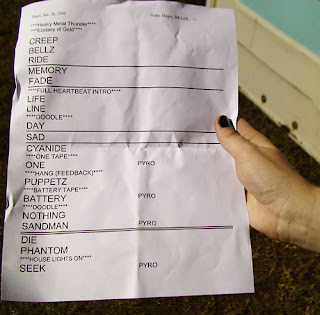 ***Heavy Metal Thunder***
**Ecstasy of Gold***
CREEP
BELLZ
RIDE
MEMORY
FADE
****FULL HEARTBEAT INTRO****
LIFE
LINE
****DOODLE****
DAY
SAD
CYANIDE
****ONE TAPE****
ONE PYRO
****HANG (FEEDBACK)****
PUPPETZ
****BATTERY TAPE****
BATTERY PYRO
****DOODLE****
NOTHING
SANDMAN PYRO
DIE
PHANTOM
****HOUSE LIGHTS ON****
SEEK PYRO